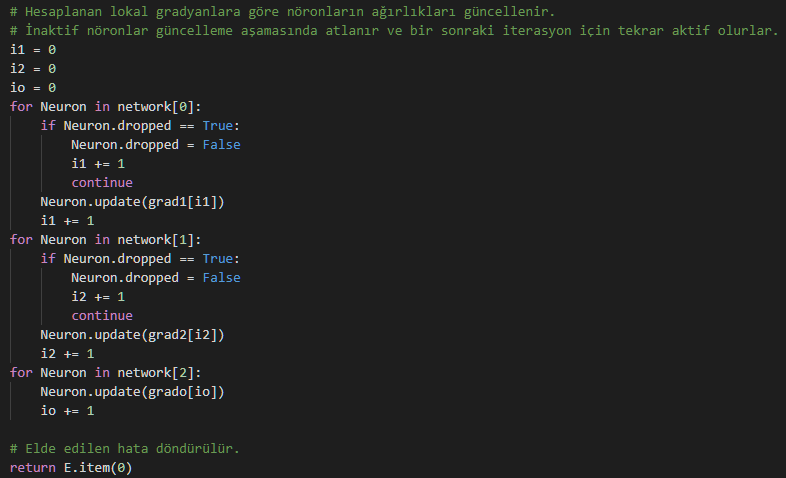 # Hesaplanan lokal gradyanlara göre nöronların ağırlıkları güncellenir.
# İnaktif nöronlar güncelleme aşamasında atlanır ve bir sonraki iterasyon için tekrar aktif olurlar.
i1 = 0
i2 = 0
io = 0
for Neuron in network[0]:
    if Neuron.dropped == True:
        Neuron.dropped = False
        i1 += 1
        continue
    Neuron.update(grad1[i1])
    i1 += 1
for Neuron in network[1]:
    if Neuron.dropped == True:
        Neuron.dropped = False
        i2 += 1
        continue
    Neuron.update(grad2[i2])
    i2 += 1
for Neuron in network[2]:
    Neuron.update(grado[io])
    io += 1

# Elde edilen hata döndürülür.
return E.item(0)